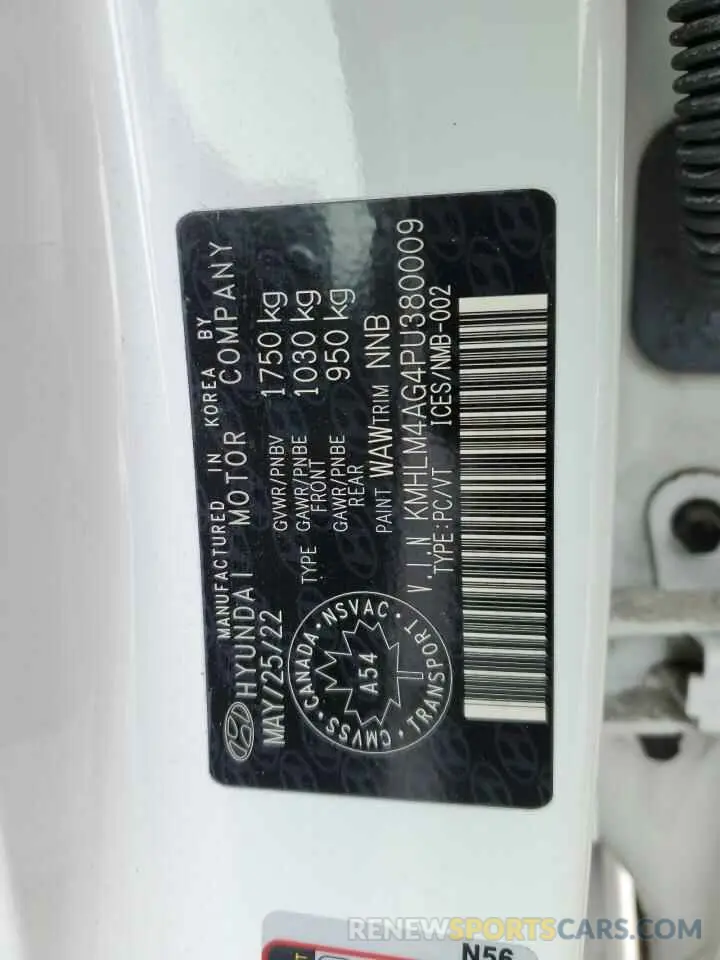 MANUFACTURED IN KOREA BY
HYUNDAI MOTOR COMPANY
MAY/25/22
GVWR/PNBV 1750 kg
TYPE GAWR/PNBE FRONT 1030 kg
GAWR/PNBE REAR 950 kg
PAINT WAW TRIM NNB
V.I.N KMHLM4AG4PU380009
TYPE:PC/VT ICES/NMB-002
CANADA • NSVAC • TRANSPORT • CMVSS •
A54
N56
RENEWSPORTSCARS.COM